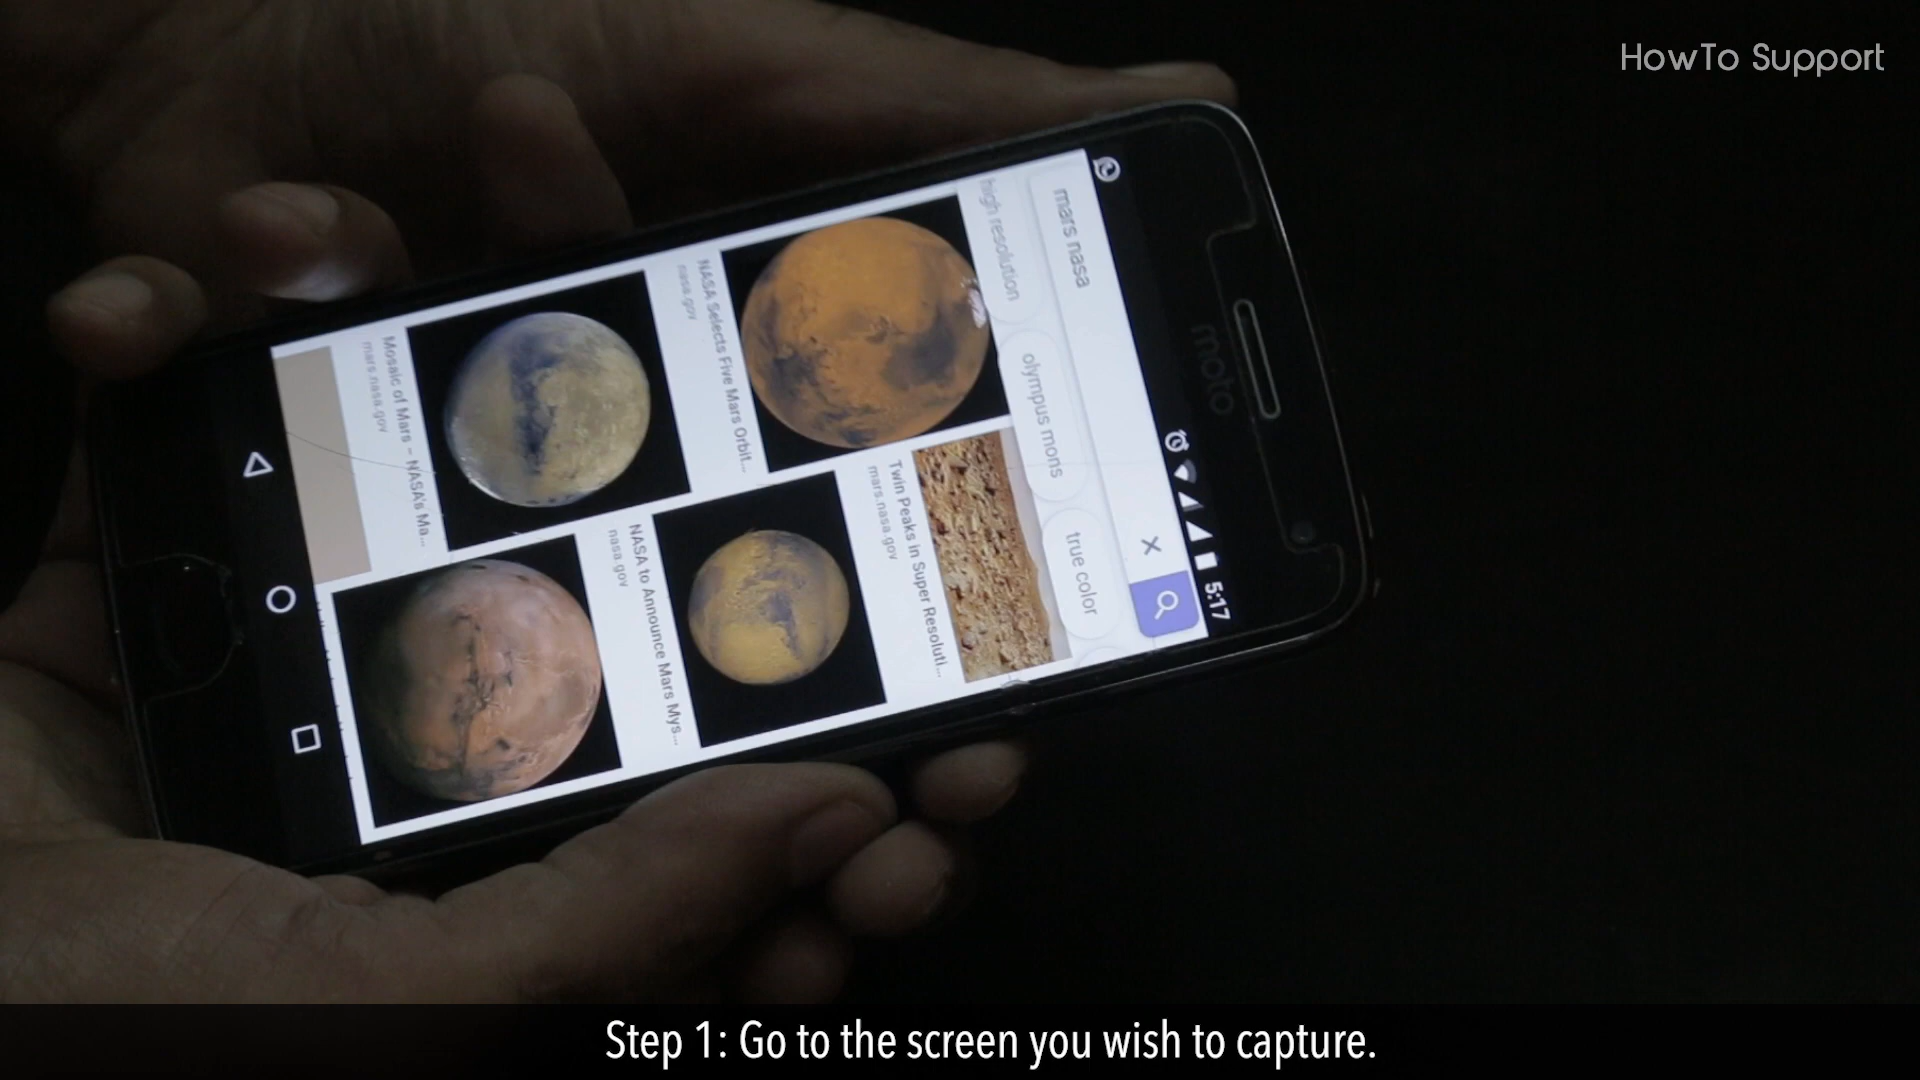 HowTo Support
moto
5:17
mars nasa
high resolution
olympus mons
true color
NASA Selects Five Mars Orbit...
nasa.gov
Twin Peaks in Super Resoluti...
mars.nasa.gov
Mosaic of Mars – NASA's Ma...
mars.nasa.gov
NASA to Announce Mars Mys...
nasa.gov
Step 1: Go to the screen you wish to capture.